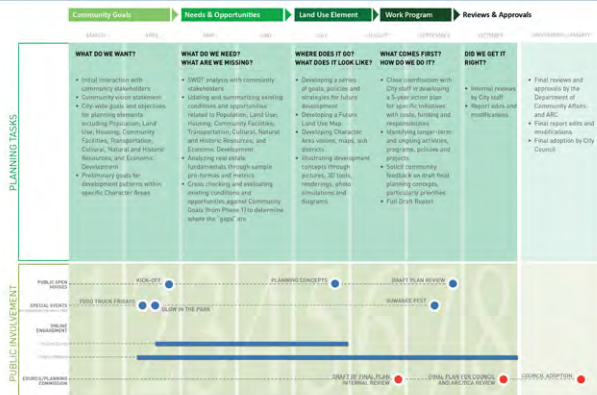 Community Goals
Needs & Opportunities
Land Use Element
Work Program
Reviews & Approvals
MARCH
APRIL
MAY
JUNE
JULY
AUGUST
SEPTEMBER
OCTOBER
PLANNING TASKS
WHAT DO WE WANT?
• Initial interaction with
community stakeholders
• Community vision statement
• City-wide goals and objectives
for planning elements
including Population, Land
Use, Housing, Community
Facilities, Transportation,
Cultural, Natural and Historic
Resources, and Economic
Development
• Preliminary goals for
development patterns within
specific Character Areas
WHAT DO WE NEED?
WHAT ARE WE MISSING?
• SWOT analysis with community
stakeholders
• Udating and summarizing existing
conditions and opportunities
related to Population, Land Use,
Housing, Community Facilities,
Transportation, Cultural, Natural
and Historic Resources, and
Economic Development
• Analyzing real estate
fundamentals through sample
pro-formas and metrics
• Cross checking and evaluating
existing conditions and
opportunities against Community
Goals (from Phase 1) to determine
where the "gaps" are
WHERE DOES IT GO?
WHAT DOES IT LOOK LIKE?
• Developing a series
of goals, policies and
strategies for future
development
• Developing a Future
Land Use Map
• Developing Character
Area visions, maps, sub
districts
• Illustrating development
concepts through
pictures, 3D tools,
renderings, photo
simulations and
diagrams
WHAT COMES FIRST?
HOW DO WE DO IT?
• Close coordination with
City staff in developing
a 5-year action plan
for specific initiatives
with costs, funding and
responsibilities
• Identifying longer-term
and ongoing activities,
programs, policies and
projects
• Solicit community
feedback on draft final
planning concepts,
particularly priorities
• Full Draft Report
DID WE GET IT
RIGHT?
• Internal reviews
by City staff
• Report edits and
modifications
• Final reviews and
approvals by the
Department of
Community Affairs
and ARC
• Final report edits and
modifications
• Final adoption by City
Council
PUBLIC INVOLVEMENT
PUBLIC OPEN
HOUSES
KICK-OFF
PLANNING CONCEPTS
DRAFT PLAN REVIEW
SPECIAL EVENTS
FOOD TRUCK FRIDAYS
GLOW IN THE PARK
SUWANEE FEST
ONLINE
ENGAGEMENT
COUNCIL/PLANNING
COMMISSION
DRAFT OF FINAL PLAN
INTERNAL REVIEW
FINAL PLAN FOR COUNCIL
AND ARC/DCA REVIEW
COUNCIL ADOPTION